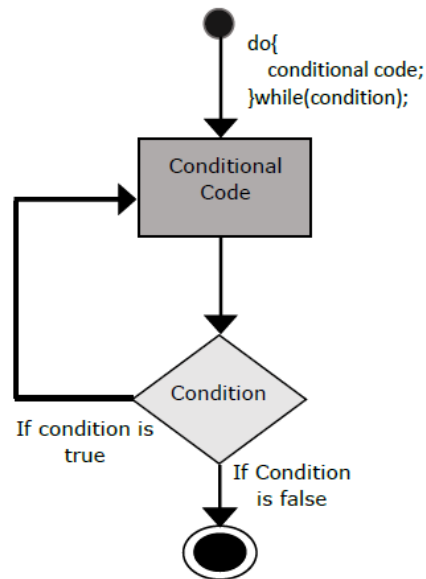 do{
conditional code;
}while(condition);
Conditional
Code
Condition
If condition is
true
If Condition
is false